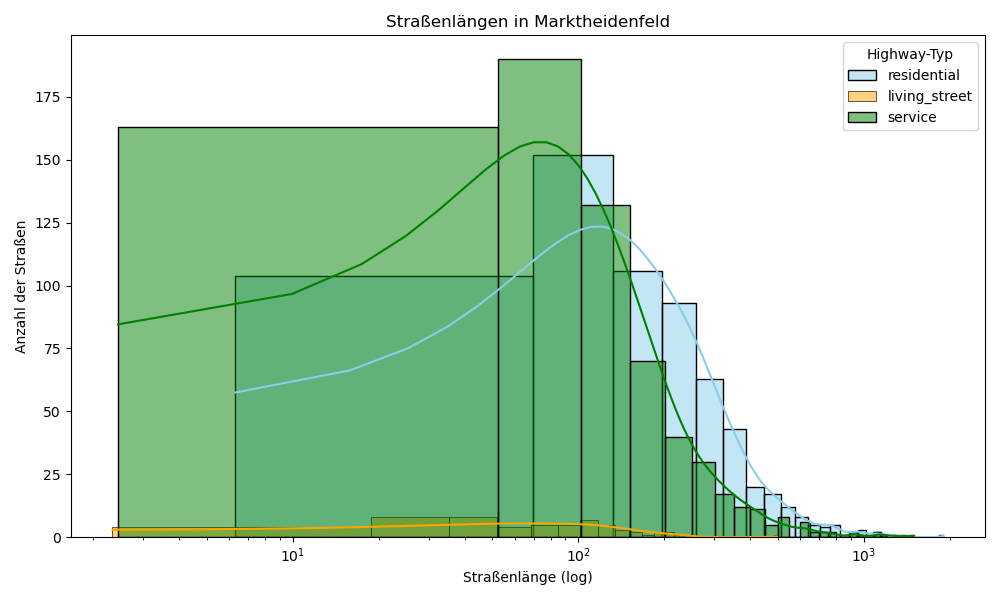 Straßenlängen in Marktheidenfeld
Highway-Typ
residential
living_street
service
Anzahl der Straßen
175
150
125
100
75
50
25
0
10¹
10²
10³
Straßenlänge (log)